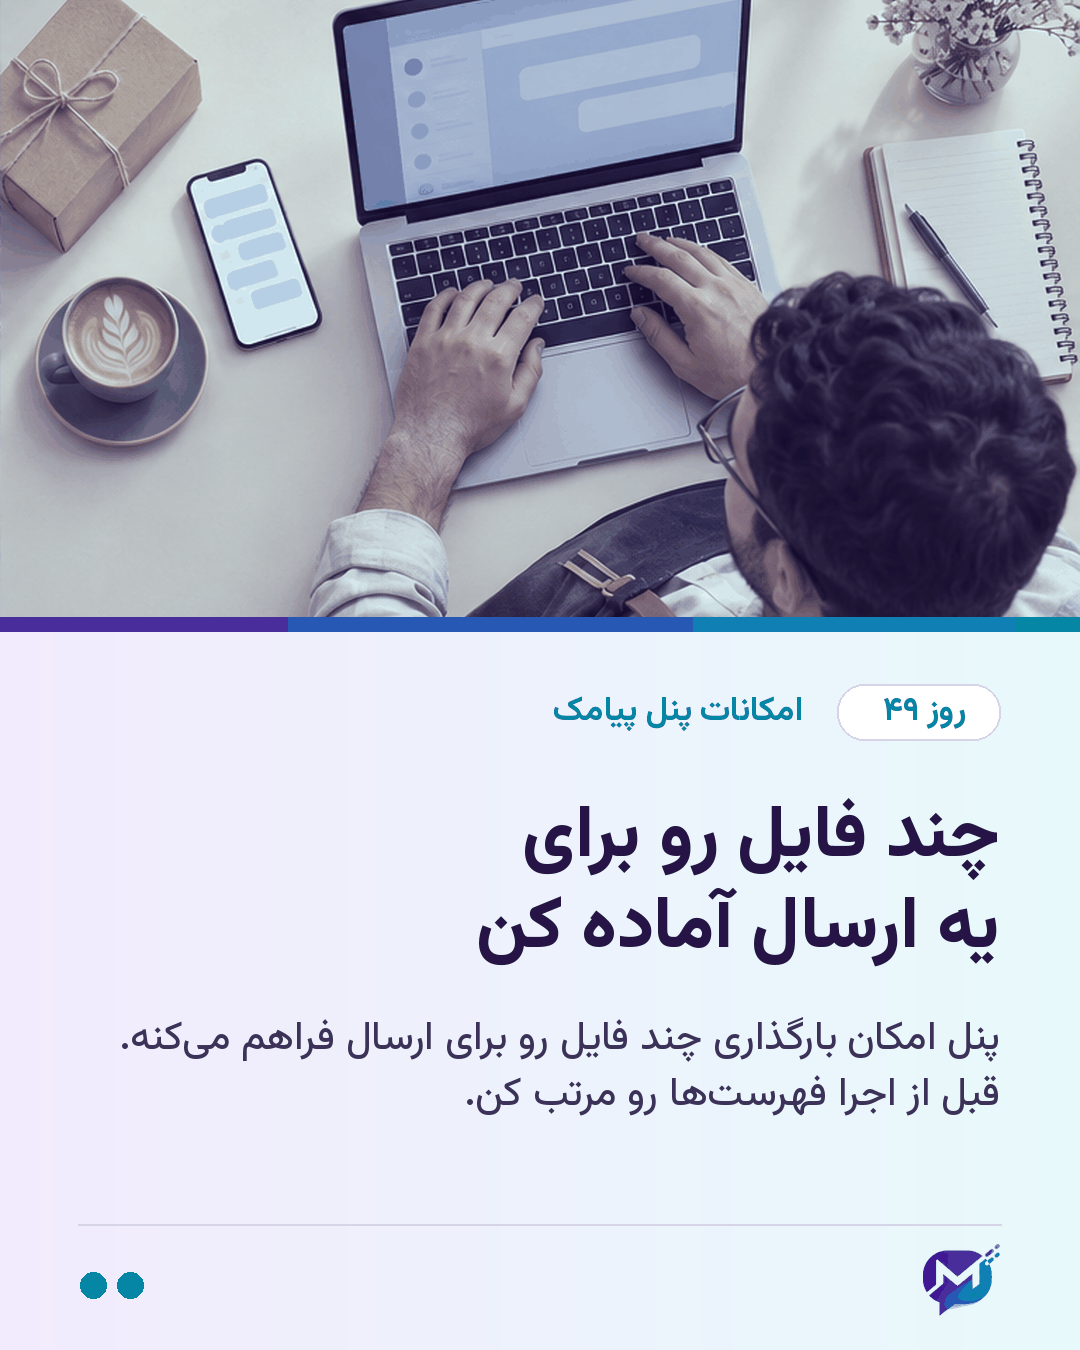 روز ۴۹
امکانات پنل پیامک
چند فایل رو برای
یه ارسال آماده کن
پنل امکان بارگذاری چند فایل رو برای ارسال فراهم می‌کنه.
قبل از اجرا فهرست‌ها رو مرتب کن.